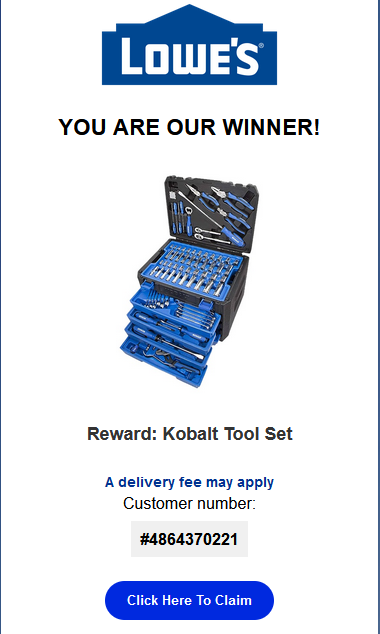 LOWE'S®
YOU ARE OUR WINNER!
Reward: Kobalt Tool Set
A delivery fee may apply
Customer number:
#4864370221
Click Here To Claim